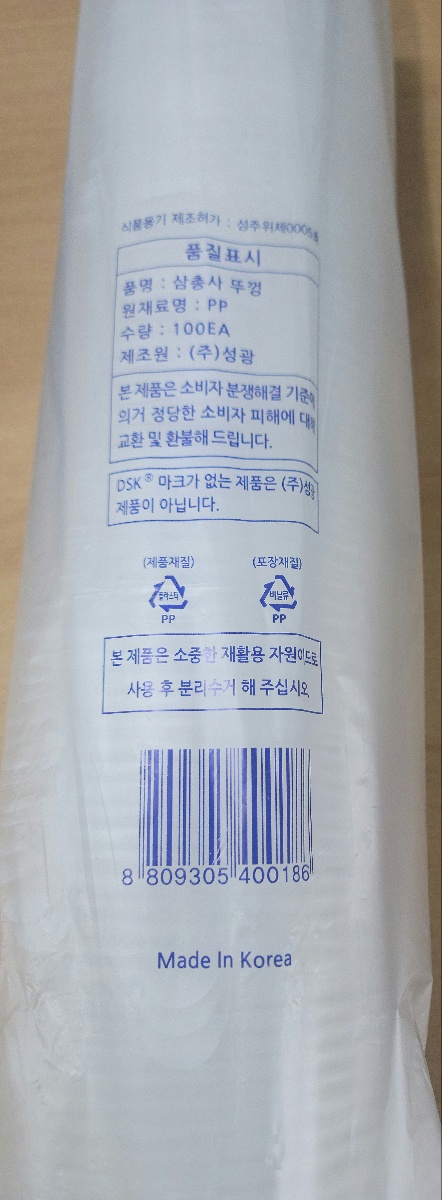 식품용기 제조허가 : 성주위제0005호
품질표시
품명 : 삼총사 뚜껑
원재료명 : PP
수량 : 100EA
제조원 : (주)성광
본 제품은 소비자 분쟁해결 기준에
의거 정당한 소비자 피해에 대해
교환 및 환불해 드립니다.
DSK® 마크가 없는 제품은 (주)성광
제품이 아닙니다.
(제품재질) (포장재질)
플라스틱 비닐류
PP PP
본 제품은 소중한 재활용 자원이므로
사용 후 분리수거 해 주십시오.
8 809305 400186
Made In Korea